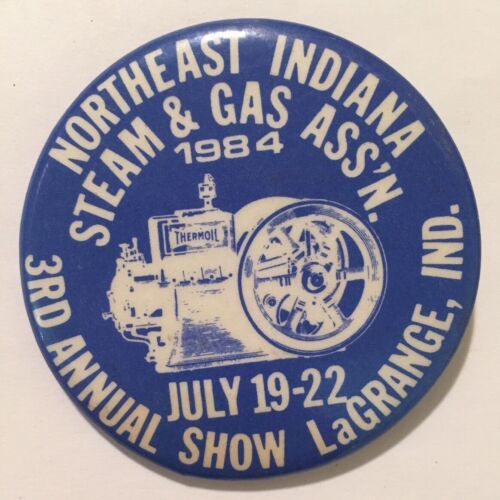 NORTHEAST INDIANA
STEAM & GAS ASS'N.
1984
THERMOIL
JULY 19-22
3RD ANNUAL SHOW LaGRANGE, IND.